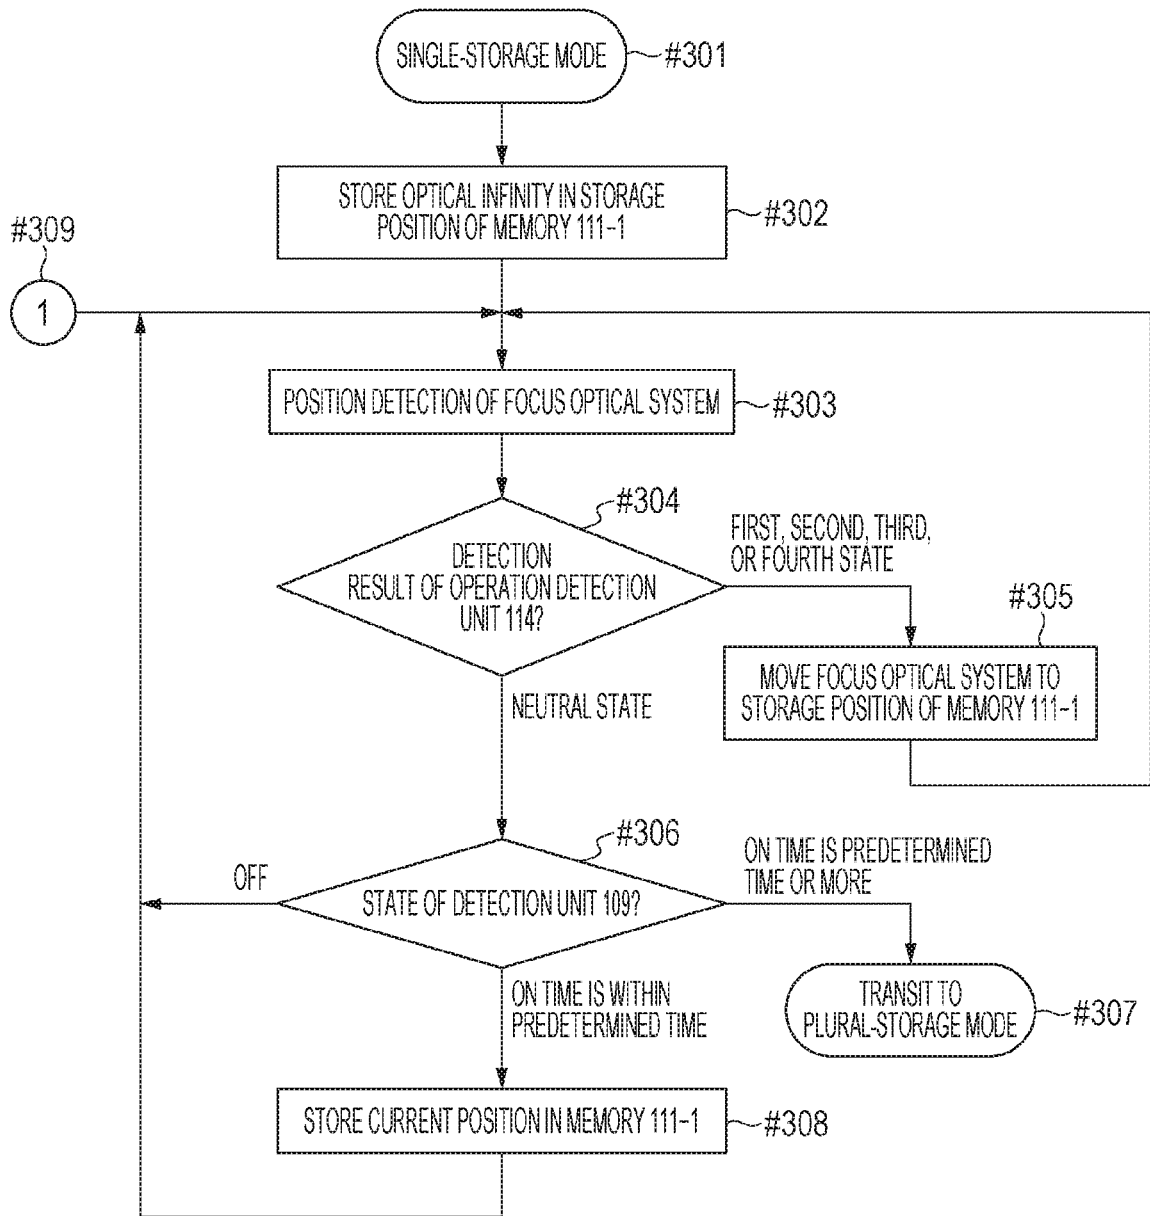 SINGLE-STORAGE MODE
#301
STORE OPTICAL INFINITY IN STORAGE
POSITION OF MEMORY 111-1
#302
#309
1
POSITION DETECTION OF FOCUS OPTICAL SYSTEM
#303
#304
DETECTION
RESULT OF OPERATION DETECTION
UNIT 114?
FIRST, SECOND, THIRD,
OR FOURTH STATE
#305
MOVE FOCUS OPTICAL SYSTEM TO
STORAGE POSITION OF MEMORY 111-1
NEUTRAL STATE
#306
STATE OF DETECTION UNIT 109?
OFF
ON TIME IS PREDETERMINED
TIME OR MORE
TRANSIT TO
PLURAL-STORAGE MODE
#307
ON TIME IS WITHIN
PREDETERMINED TIME
STORE CURRENT POSITION IN MEMORY 111-1
#308